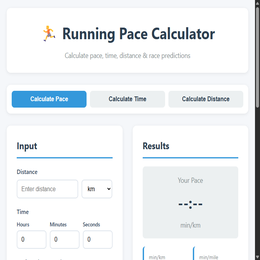 🏃 Running Pace Calculator
Calculate pace, time, distance & race predictions
Calculate Pace
Calculate Time
Calculate Distance
Input
Distance
Enter distance
km
Time
Hours
Minutes
Seconds
0
0
0
Results
Your Pace
--:--
min/km
min/km
min/mile